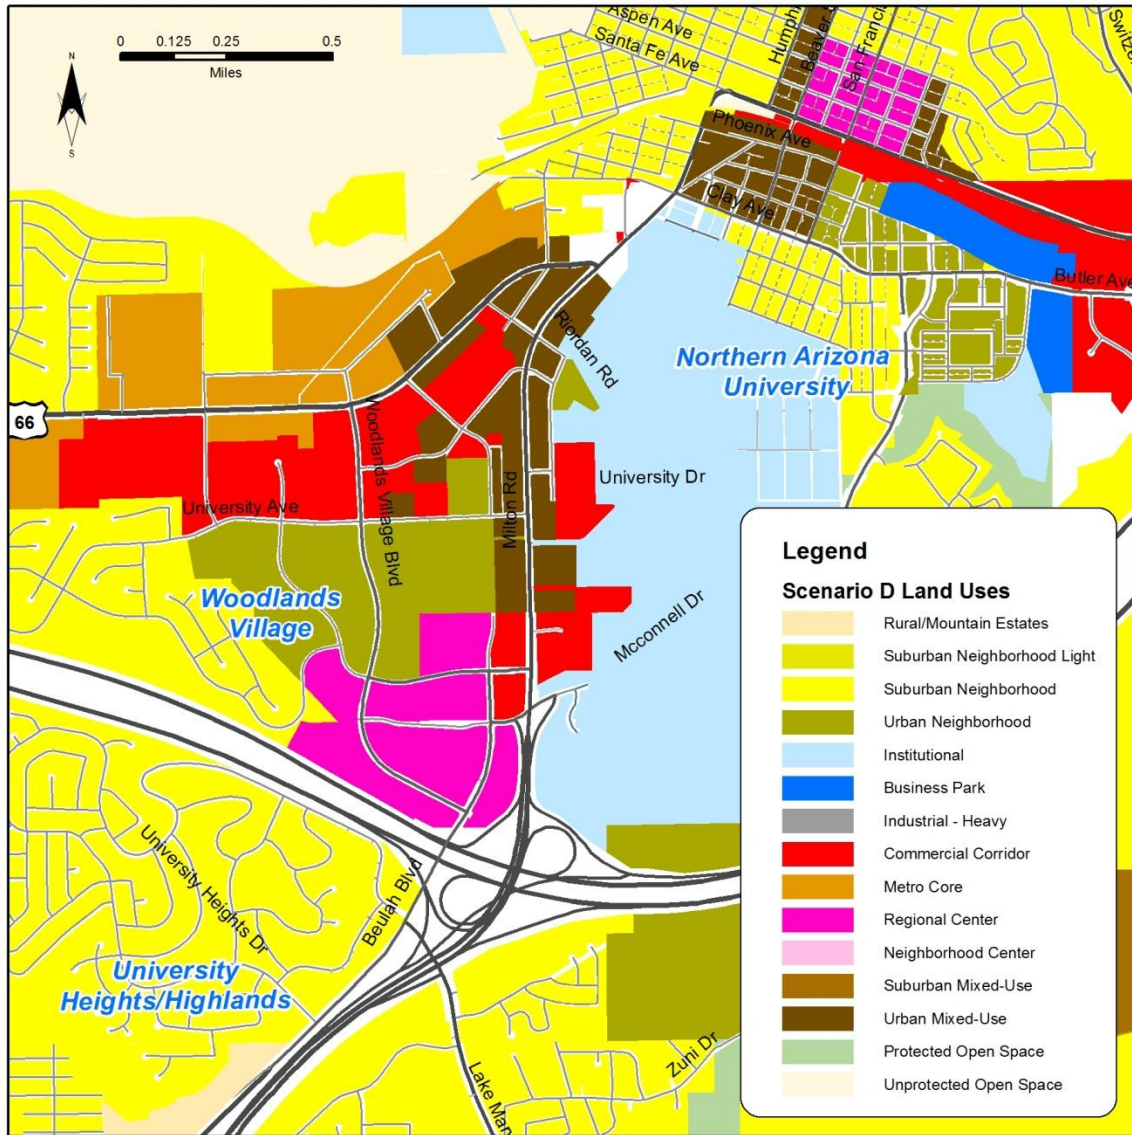 0 0.125 0.25 0.5
Miles
N
S
Aspen Ave
Santa Fe Ave
Humph
Beaver
San Francis
Switze
Phoenix Ave
Clay Ave
Butler Ave
Riordan Rd
Northern Arizona
University
66
Woodlands Village Blvd
University Ave
Milton Rd
University Dr
Mcconnell Dr
Woodlands
Village
University Heights Dr
Beulah Blvd
University
Heights/Highlands
Lake Mar
Zuni Dr
Legend
Scenario D Land Uses
Rural/Mountain Estates
Suburban Neighborhood Light
Suburban Neighborhood
Urban Neighborhood
Institutional
Business Park
Industrial - Heavy
Commercial Corridor
Metro Core
Regional Center
Neighborhood Center
Suburban Mixed-Use
Urban Mixed-Use
Protected Open Space
Unprotected Open Space